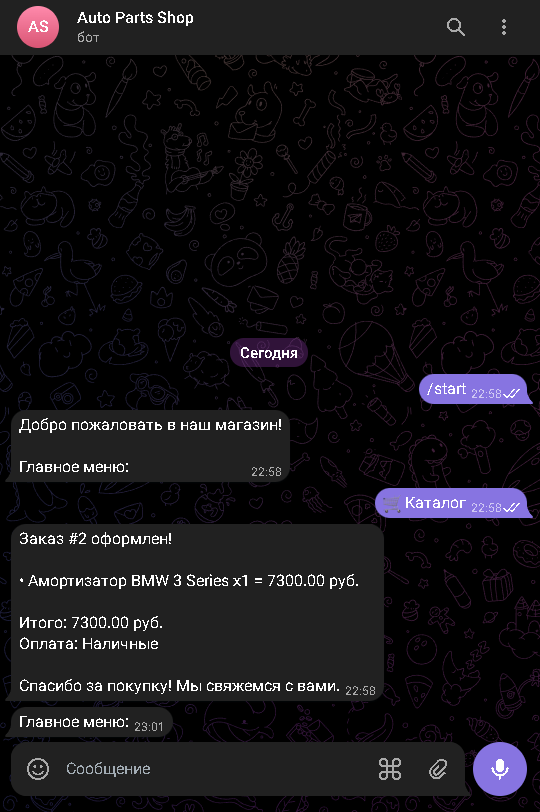 AS
Auto Parts Shop
бот
Сегодня
/start 22:58
Добро пожаловать в наш магазин!
Главное меню: 22:58
🛒 Каталог 22:58
Заказ #2 оформлен!
• Амортизатор BMW 3 Series x1 = 7300.00 руб.
Итого: 7300.00 руб.
Оплата: Наличные
Спасибо за покупку! Мы свяжемся с вами. 22:58
Главное меню: 23:01
Сообщение